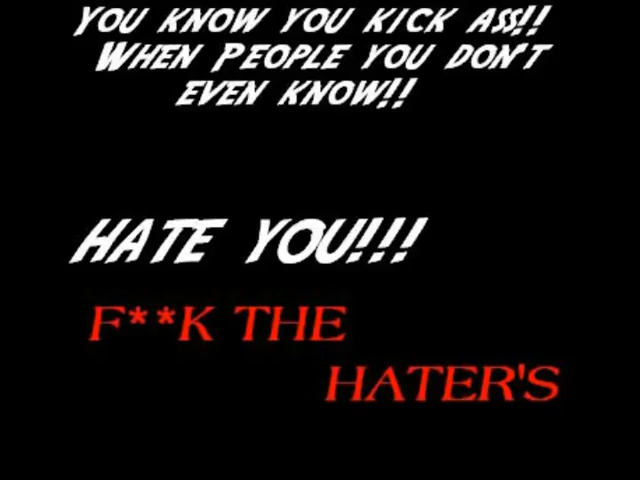 YOU KNOW YOU KICK ASS!!
WHEN PEOPLE YOU DON'T
EVEN KNOW!!
HATE YOU!!!
F**K THE
HATER'S